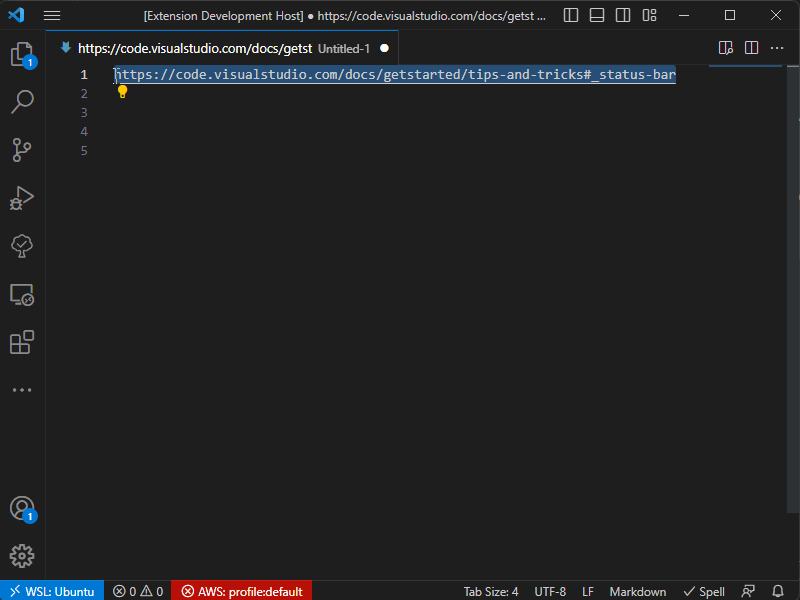 [Extension Development Host] ● https://code.visualstudio.com/docs/getst ...
https://code.visualstudio.com/docs/getst Untitled-1 ●
1
1 https://code.visualstudio.com/docs/getstarted/tips-and-tricks#_status-bar
2
3
4
5
1
WSL: Ubuntu 0 0 AWS: profile:default Tab Size: 4 UTF-8 LF Markdown Spell